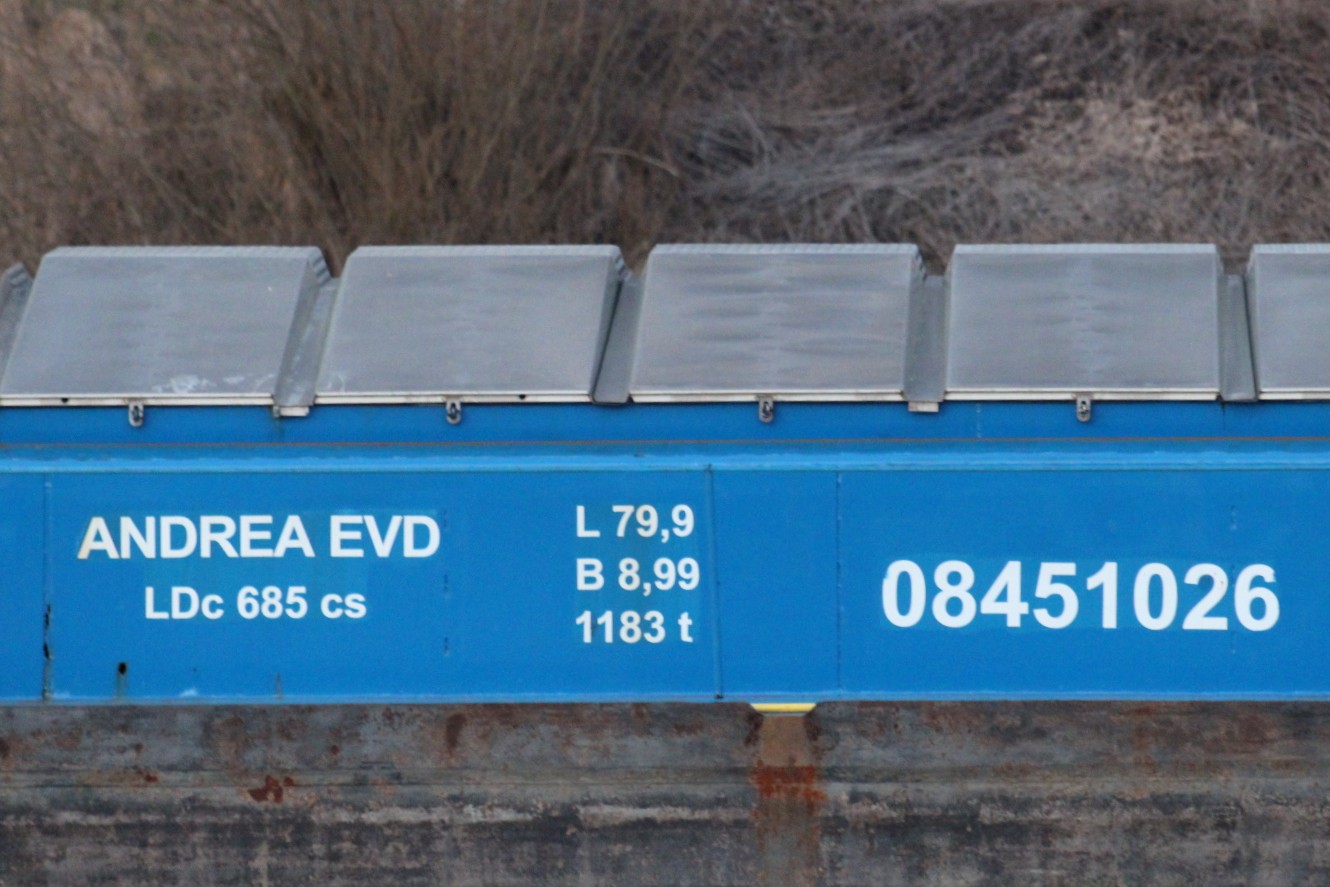 ANDREA EVD
LDc 685 cs
L 79,9
B 8,99
1183 t
08451026